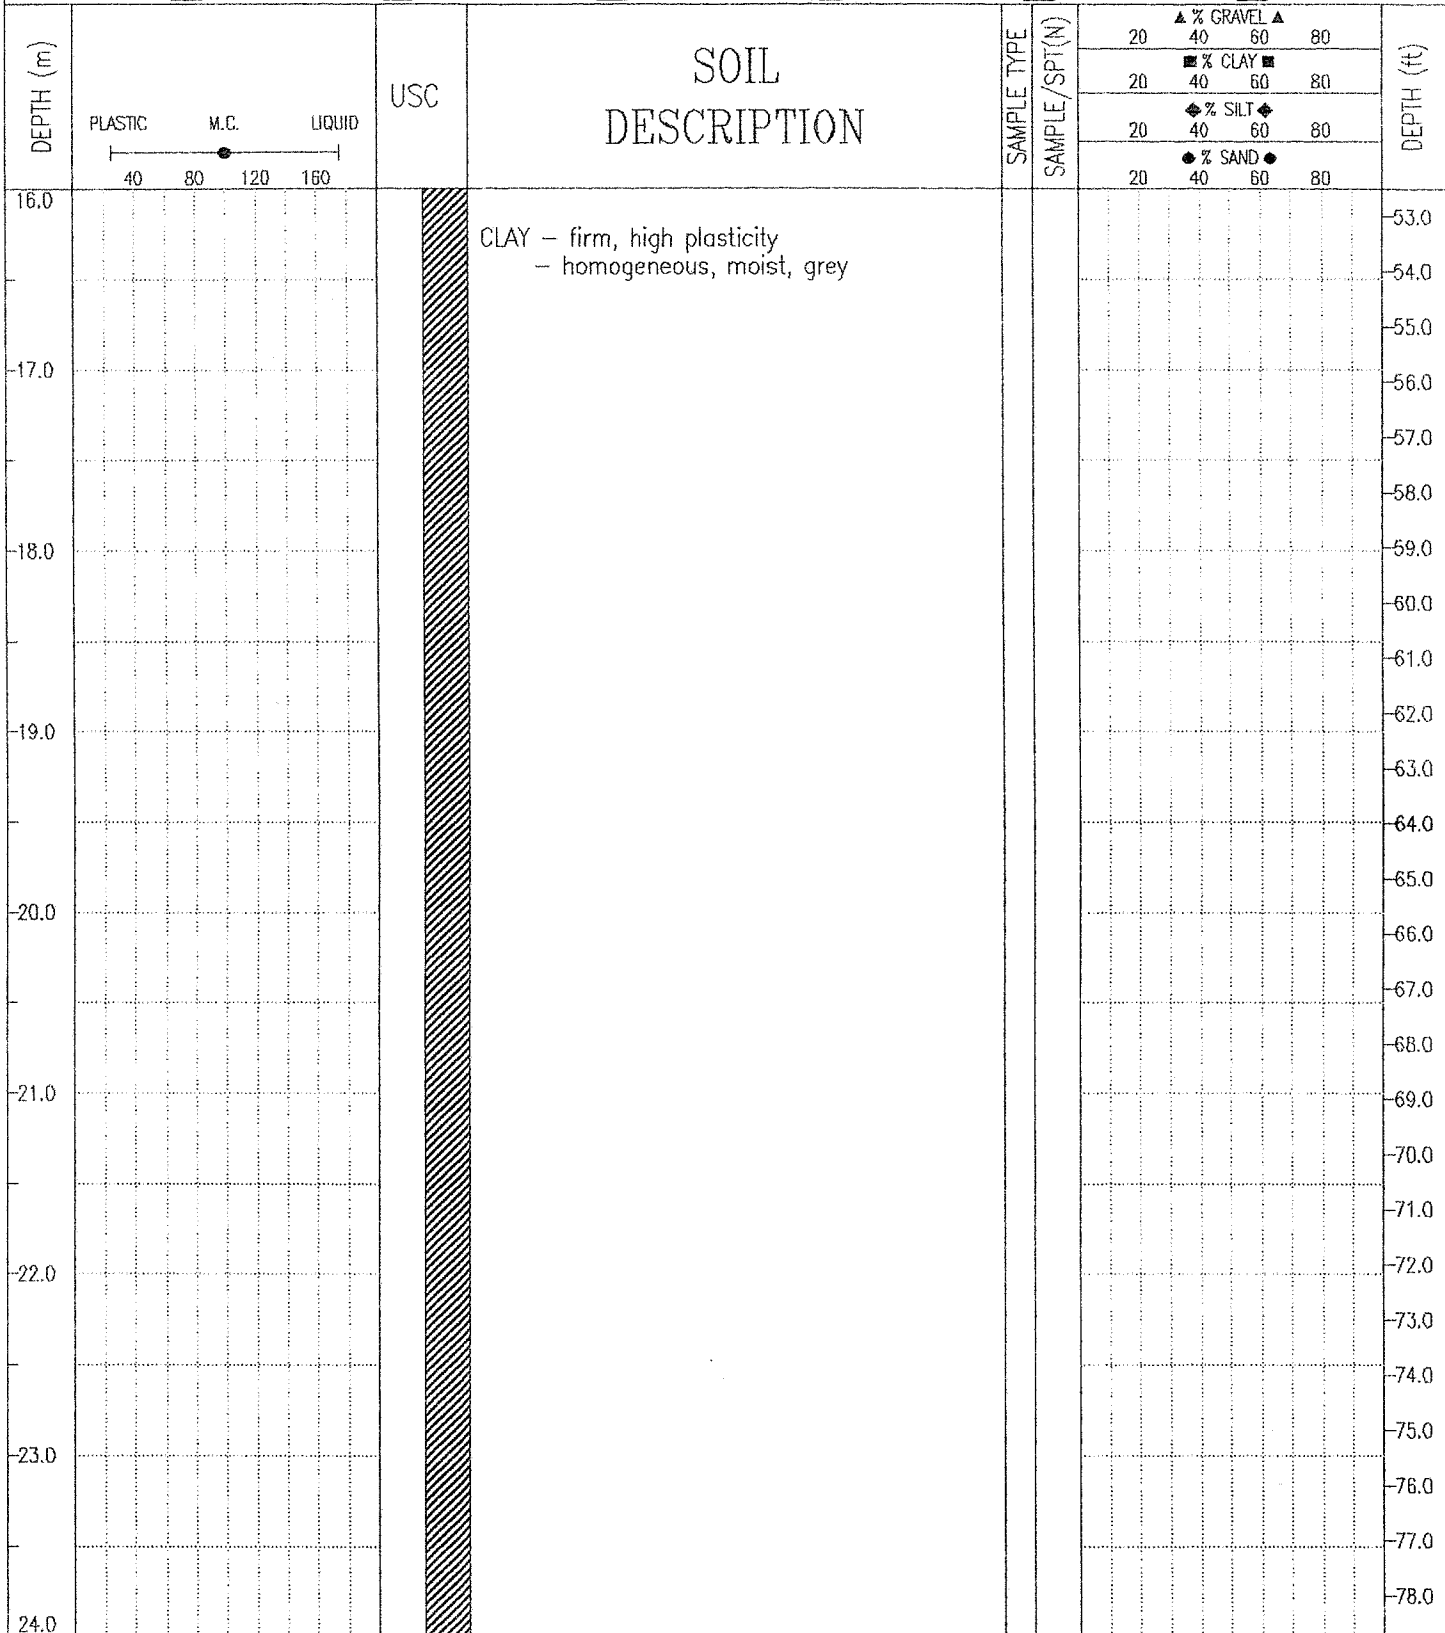 DEPTH (m)
PLASTIC M.C. LIQUID
40 80 120 160
USC
SOIL
DESCRIPTION
SAMPLE TYPE
SAMPLE/SPT(N)
▲ % GRAVEL ▲
20 40 60 80
■ % CLAY ■
20 40 60 80
◆ % SILT ◆
20 40 60 80
● % SAND ●
20 40 60 80
DEPTH (ft)
16.0
CLAY – firm, high plasticity
– homogeneous, moist, grey
17.0
18.0
19.0
20.0
21.0
22.0
23.0
24.0
53.0
54.0
55.0
56.0
57.0
58.0
59.0
60.0
61.0
62.0
63.0
64.0
65.0
66.0
67.0
68.0
69.0
70.0
71.0
72.0
73.0
74.0
75.0
76.0
77.0
78.0